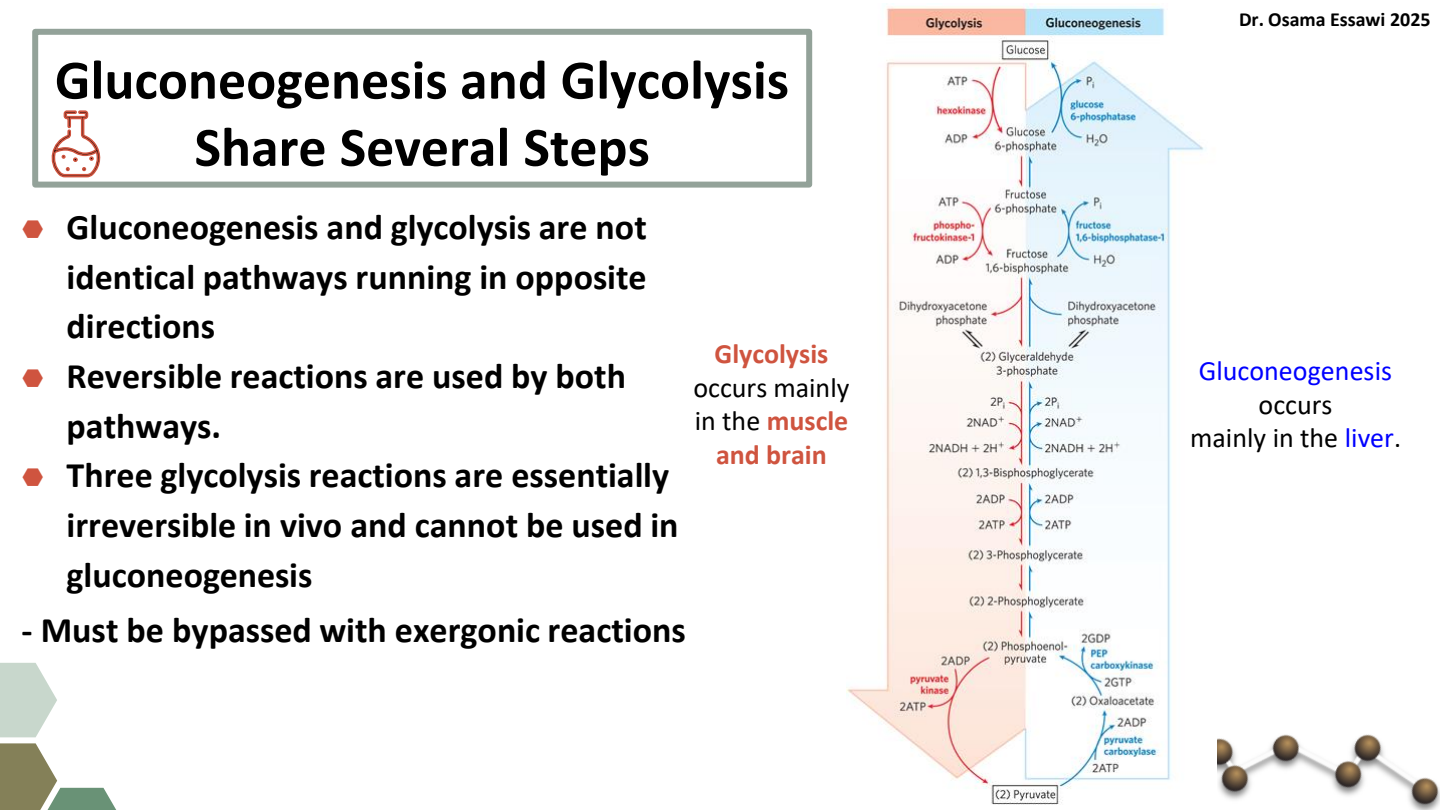 Dr. Osama Essawi 2025
Gluconeogenesis and Glycolysis
Share Several Steps
Gluconeogenesis and glycolysis are not
identical pathways running in opposite
directions
Reversible reactions are used by both
pathways.
Three glycolysis reactions are essentially
irreversible in vivo and cannot be used in
gluconeogenesis
- Must be bypassed with exergonic reactions
Glycolysis
occurs mainly
in the muscle
and brain
Glycolysis
Gluconeogenesis
Glucose
ATP
hexokinase
ADP
Pi
glucose
6-phosphatase
H2O
Glucose
6-phosphate
Fructose
6-phosphate
ATP
phospho-
fructokinase-1
ADP
Pi
fructose
1,6-bisphosphatase-1
H2O
Fructose
1,6-bisphosphate
Dihydroxyacetone
phosphate
Dihydroxyacetone
phosphate
(2) Glyceraldehyde
3-phosphate
2Pi
2Pi
2NAD+
2NAD+
2NADH + 2H+
2NADH + 2H+
(2) 1,3-Bisphosphoglycerate
2ADP
2ADP
2ATP
2ATP
(2) 3-Phosphoglycerate
(2) 2-Phosphoglycerate
(2) Phosphoenol-
pyruvate
2ADP
pyruvate
kinase
2ATP
2GDP
PEP
carboxykinase
2GTP
(2) Oxaloacetate
2ADP
pyruvate
carboxylase
2ATP
(2) Pyruvate
Gluconeogenesis
occurs
mainly in the liver.